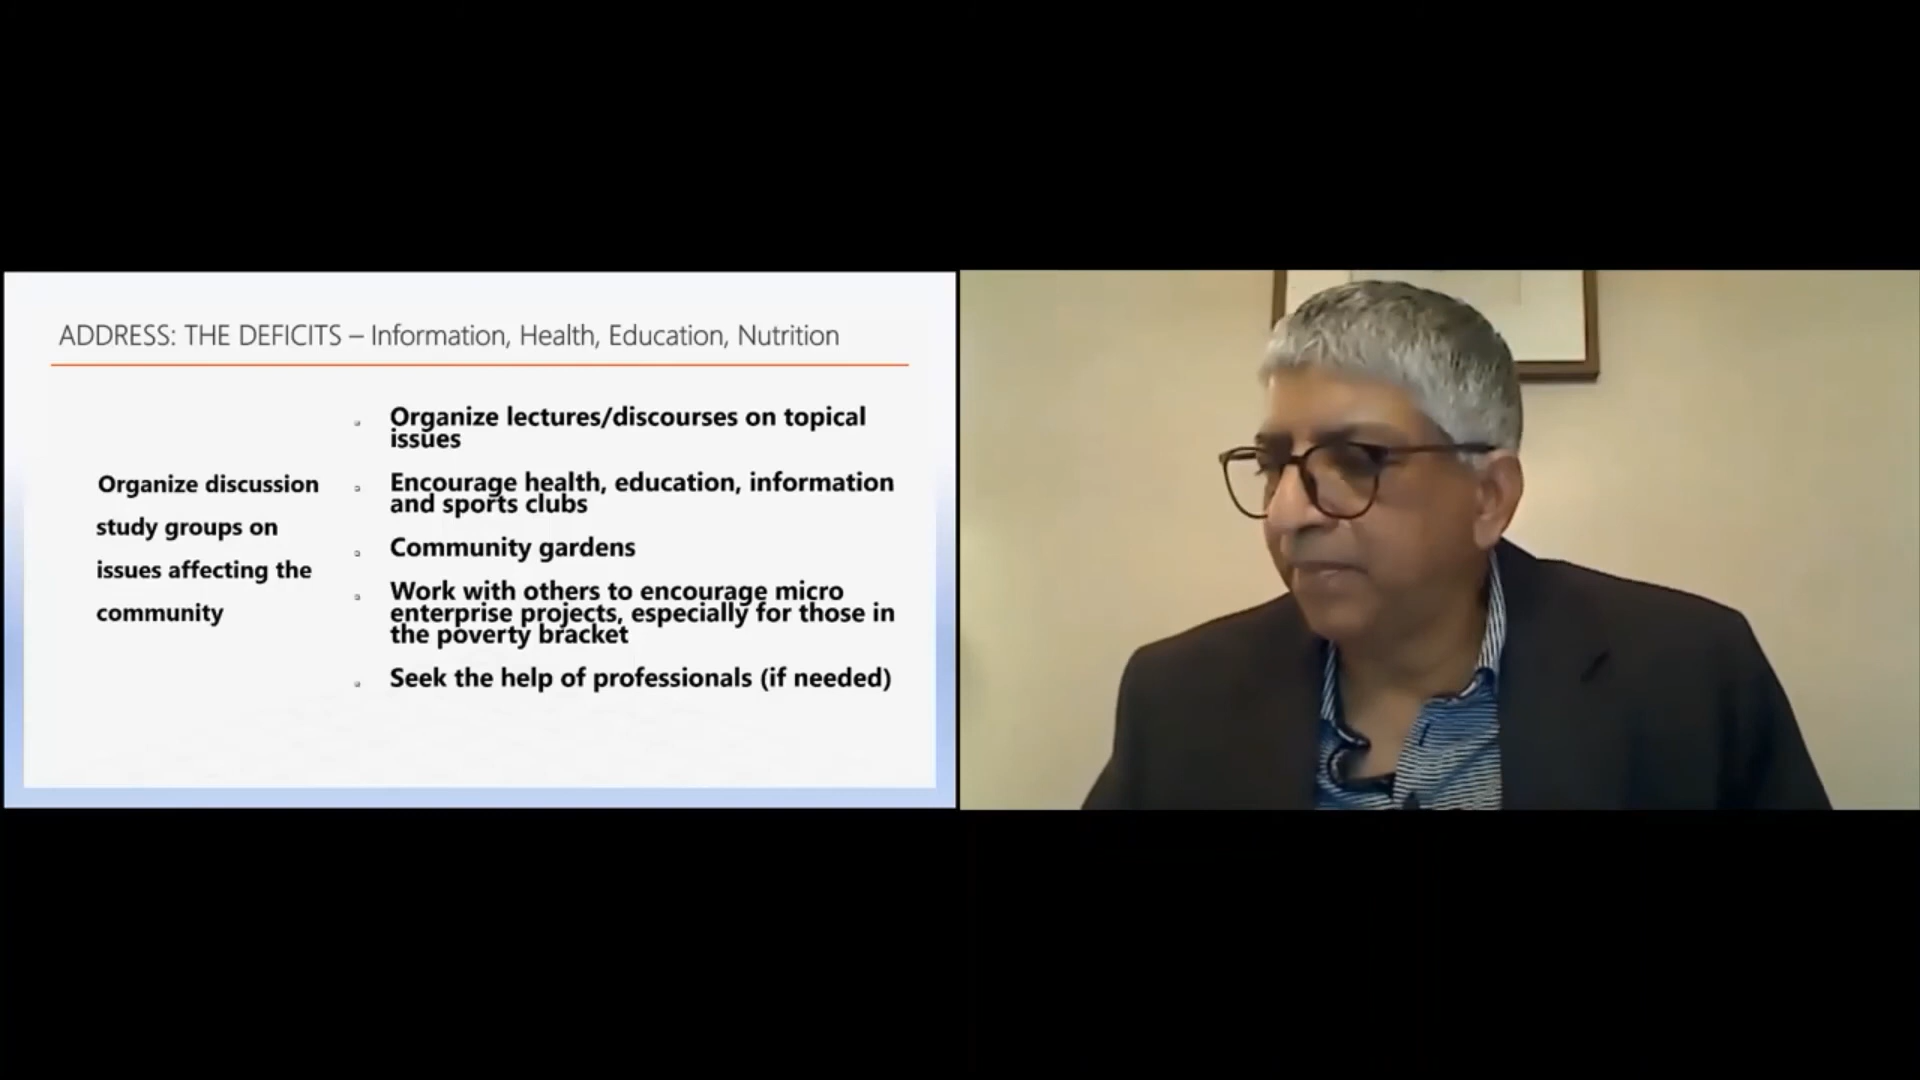 ADDRESS: THE DEFICITS – Information, Health, Education, Nutrition
Organize discussion
study groups on
issues affecting the
community
Organize lectures/discourses on topical
issues
Encourage health, education, information
and sports clubs
Community gardens
Work with others to encourage micro
enterprise projects, especially for those in
the poverty bracket
Seek the help of professionals (if needed)